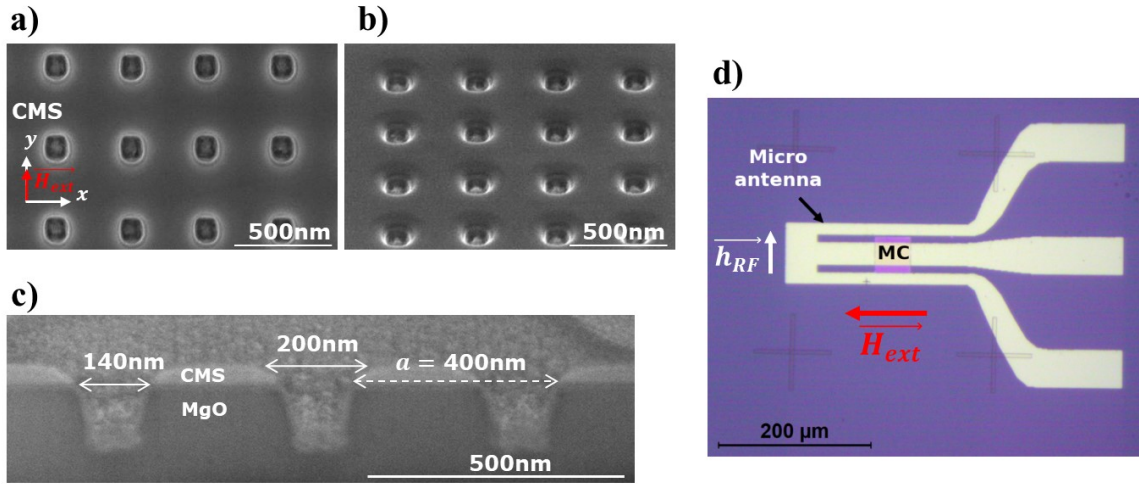 a)
CMS
y
H_ext
x
500nm
b)
500nm
c)
140nm
200nm
a = 400nm
CMS
MgO
500nm
d)
Micro
antenna
MC
h_RF
H_ext
200 µm